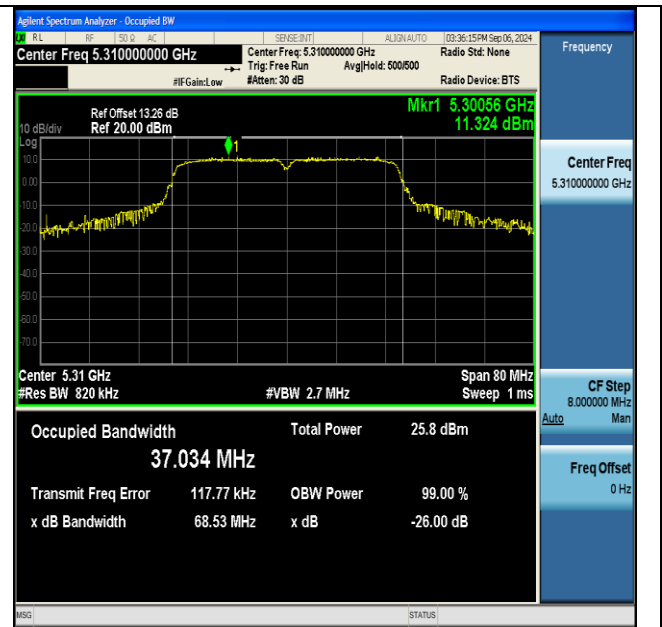 Agilent Spectrum Analyzer - Occupied BW
RL RF 50 Ω AC SENSE:INT ALIGN AUTO 03:36:15 PM Sep 06, 2024
Center Freq 5.310000000 GHz
Center Freq: 5.310000000 GHz
Radio Std: None
Trig: Free Run Avg|Hold: 500/500
#IFGain:Low #Atten: 30 dB Radio Device: BTS
Ref Offset 13.26 dB
10 dB/div Ref 20.00 dBm
Mkr1 5.30056 GHz
11.324 dBm
Log
1
10.0
0.00
-10.0
-20.0
-30.0
-40.0
-50.0
-60.0
-70.0
Center 5.31 GHz Span 80 MHz
#Res BW 820 kHz #VBW 2.7 MHz Sweep 1 ms
Occupied Bandwidth Total Power 25.8 dBm
37.034 MHz
Transmit Freq Error 117.77 kHz OBW Power 99.00 %
x dB Bandwidth 68.53 MHz x dB -26.00 dB
Frequency
Center Freq
5.310000000 GHz
CF Step
8.000000 MHz
Auto Man
Freq Offset
0 Hz
MSG STATUS